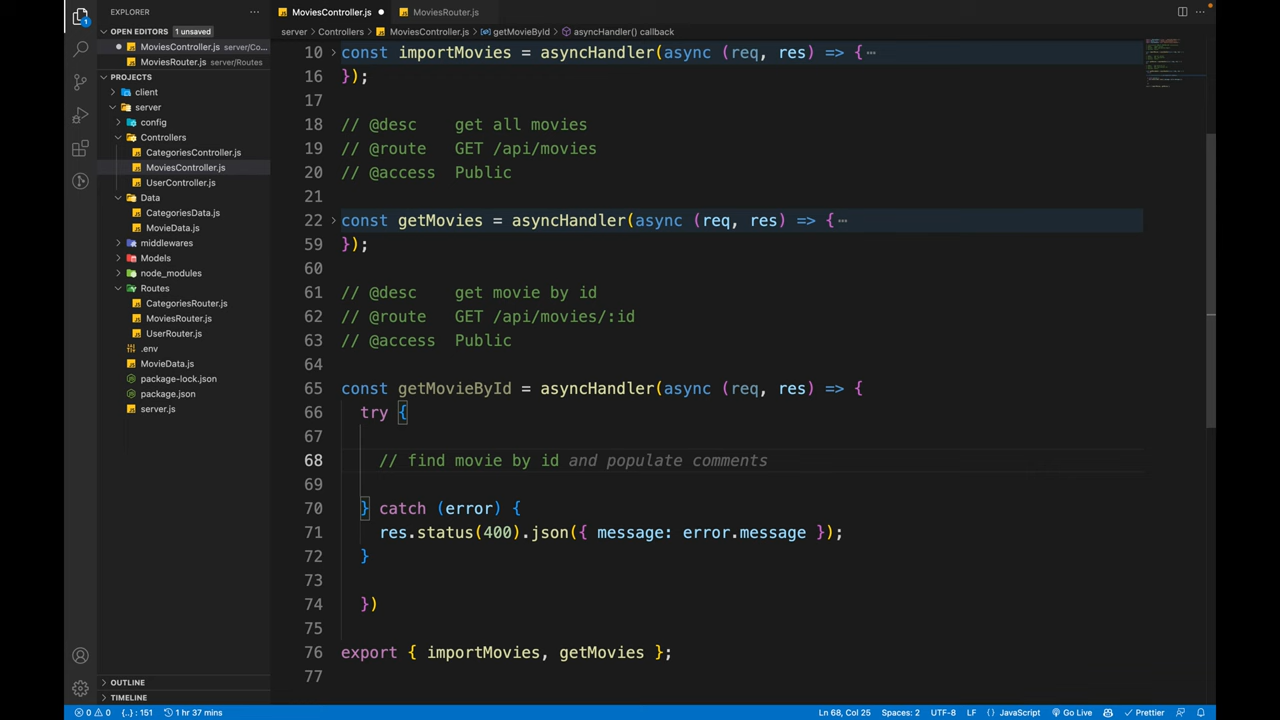 EXPLORER
MoviesController.js
MoviesRouter.js
OPEN EDITORS 1 unsaved
MoviesController.js server/Co...
MoviesRouter.js server/Routes
PROJECTS
client
server
config
Controllers
CategoriesController.js
MoviesController.js
UserController.js
Data
CategoriesData.js
MovieData.js
middlewares
Models
node_modules
Routes
CategoriesRouter.js
MoviesRouter.js
UserRouter.js
.env
MovieData.js
package-lock.json
package.json
server.js
OUTLINE
TIMELINE
server > Controllers > MoviesController.js > getMovieById > asyncHandler() callback
10 const importMovies = asyncHandler(async (req, res) => {
16 });
17
18 // @desc get all movies
19 // @route GET /api/movies
20 // @access Public
21
22 const getMovies = asyncHandler(async (req, res) => {
59 });
60
61 // @desc get movie by id
62 // @route GET /api/movies/:id
63 // @access Public
64
65 const getMovieById = asyncHandler(async (req, res) => {
66 try {
67
68 // find movie by id and populate comments
69
70 } catch (error) {
71 res.status(400).json({ message: error.message });
72 }
73
74 })
75
76 export { importMovies, getMovies };
77
0 0 {..} : 151 1 hr 37 mins Ln 68, Col 25 Spaces: 2 UTF-8 LF {} JavaScript Go Live Prettier